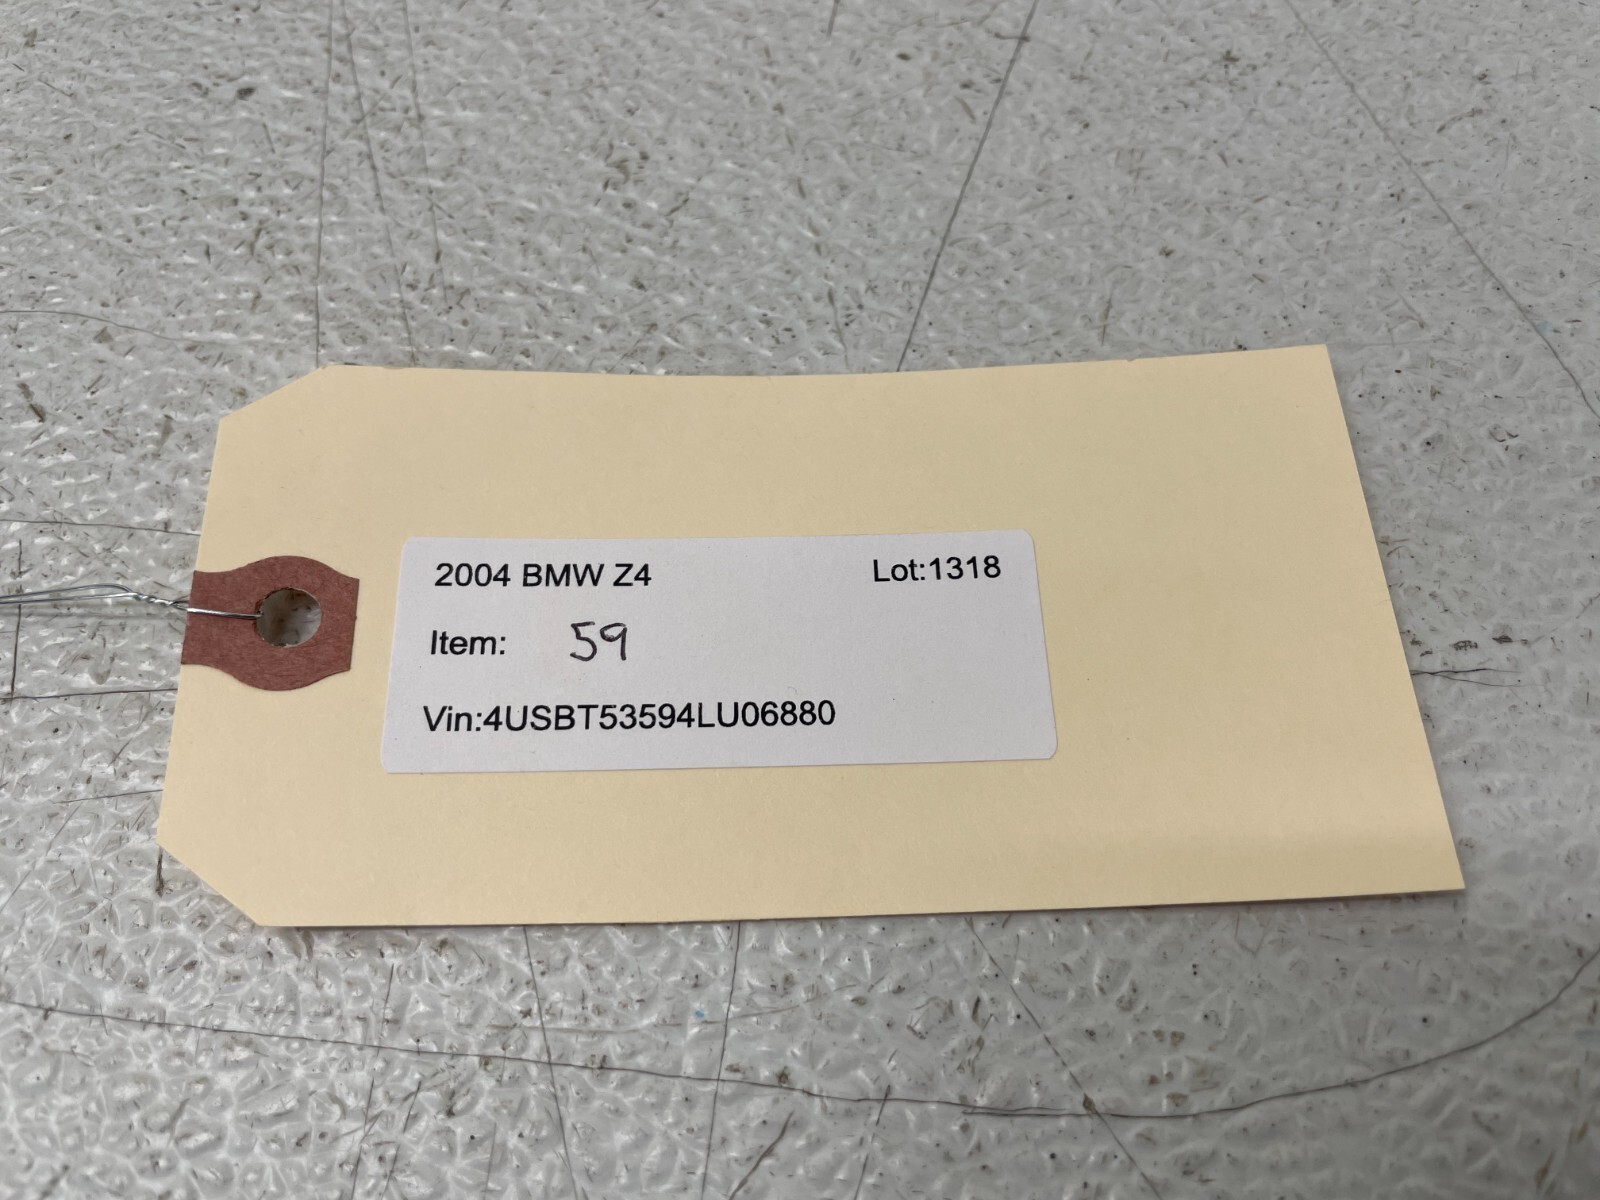 2004 BMW Z4 Lot:1318
Item: 59
Vin:4USBT53594LU06880